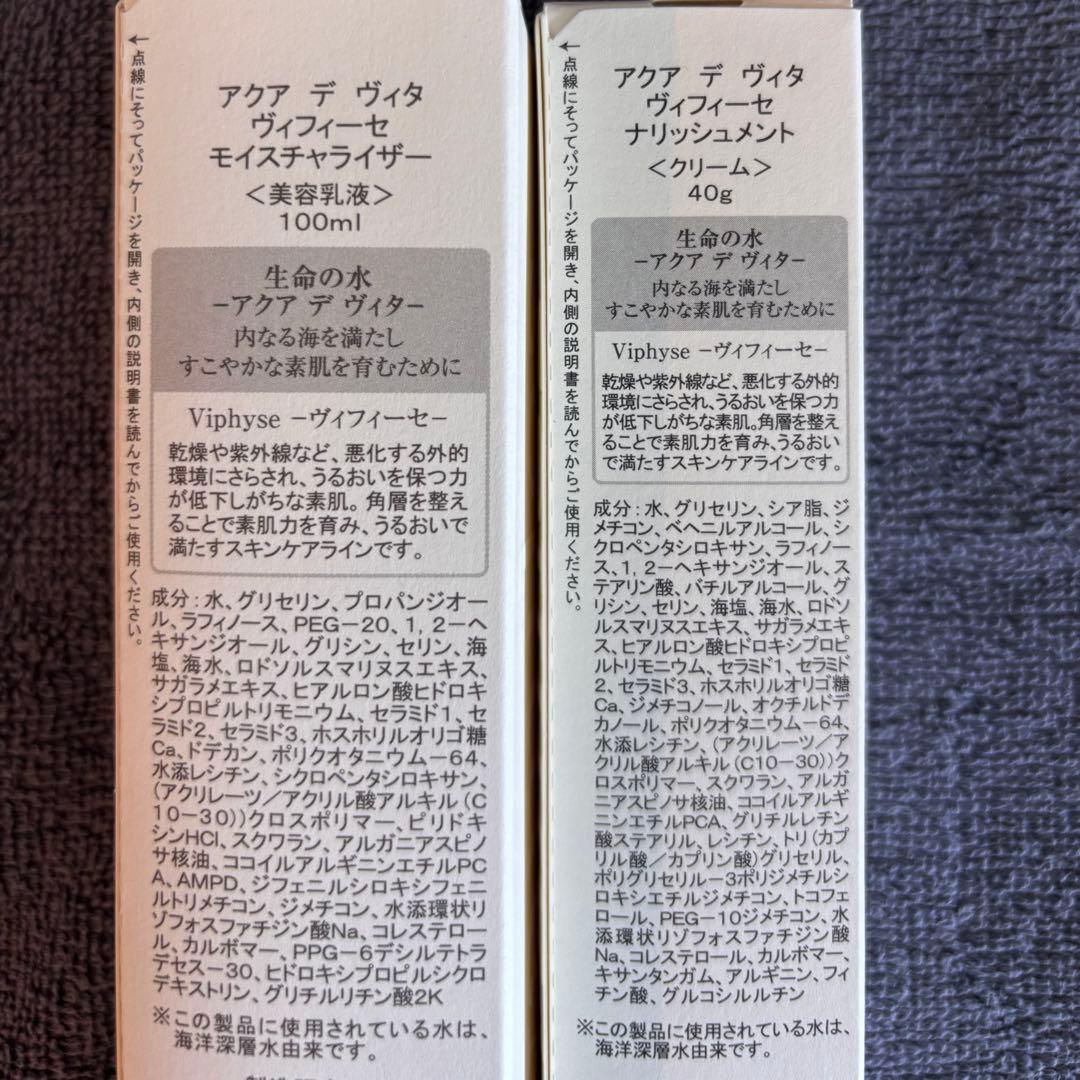 ←点線にそってパッケージを開き、内側の説明書を読んでからご使用ください。
アクア デ ヴィタ
ヴィフィーセ
モイスチャライザー
＜美容乳液＞
100ml
生命の水
－アクア デ ヴィタ－
内なる海を満たし
すこやかな素肌を育むために
Viphyse －ヴィフィーセ－
乾燥や紫外線など、悪化する外的
環境にさらされ、うるおいを保つ力
が低下しがちな素肌。角層を整え
ることで素肌力を育み、うるおいで
満たすスキンケアラインです。
成分：水、グリセリン、プロパンジオー
ル、ラフィノース、PEG－20、1，2－ヘ
キサンジオール、グリシン、セリン、海
塩、海水、ロドソルスマリヌスエキス、
サガラメエキス、ヒアルロン酸ヒドロキ
シプロピルトリモニウム、セラミド1、セ
ラミド2、セラミド3、ホスホリルオリゴ糖
Ca、ドデカン、ポリクオタニウム－64、
水添レシチン、シクロペンタシロキサン、
（アクリレーツ／アクリル酸アルキル（C
10－30））クロスポリマー、ピリドキ
シンHCl、スクワラン、アルガニアスピノ
サ核油、ココイルアルギニンエチルPC
A、AMPD、ジフェニルシロキシフェニ
ルトリメチコン、ジメチコン、水添環状リ
ゾフォスファチジン酸Na、コレステロー
ル、カルボマー、PPG－6デシルテトラ
デセス－30、ヒドロキシプロピルシクロ
デキストリン、グリチルリチン酸2K
※この製品に使用されている水は、
海洋深層水由来です。
←点線にそってパッケージを開き、内側の説明書を読んでからご使用ください。
アクア デ ヴィタ
ヴィフィーセ
ナリッシュメント
＜クリーム＞
40g
生命の水
－アクア デ ヴィタ－
内なる海を満たし
すこやかな素肌を育むために
Viphyse －ヴィフィーセ－
乾燥や紫外線など、悪化する外的
環境にさらされ、うるおいを保つ力
が低下しがちな素肌。角層を整え
ることで素肌力を育み、うるおい
で満たすスキンケアラインです。
成分：水、グリセリン、シア脂、ジ
メチコン、ベヘニルアルコール、シ
クロペンタシロキサン、ラフィノー
ス、1，2－ヘキサンジオール、ス
テアリン酸、バチルアルコール、グ
リシン、セリン、海塩、海水、ロドソ
ルスマリヌスエキス、サガラメエキ
ス、ヒアルロン酸ヒドロキシプロピ
ルトリモニウム、セラミド1、セラミド
2、セラミド3、ホスホリルオリゴ糖
Ca、ジメチコノール、オクチルドデ
カノール、ポリクオタニウム－64、
水添レシチン、（アクリレーツ／ア
クリル酸アルキル（C10－30））ク
ロスポリマー、スクワラン、アルガ
ニアスピノサ核油、ココイルアルギ
ニンエチルPCA、グリチルレチン
酸ステアリル、レシチン、トリ（カプ
リル酸／カプリン酸）グリセリル、
ポリグリセリル－3ポリジメチルシ
ロキシエチルジメチコン、トコフェ
ロール、PEG－10ジメチコン、水
添環状リゾフォスファチジン酸
Na、コレステロール、カルボマー、
キサンタンガム、アルギニン、フィ
チン酸、グルコシルルチン
※この製品に使用されている水は、
海洋深層水由来です。